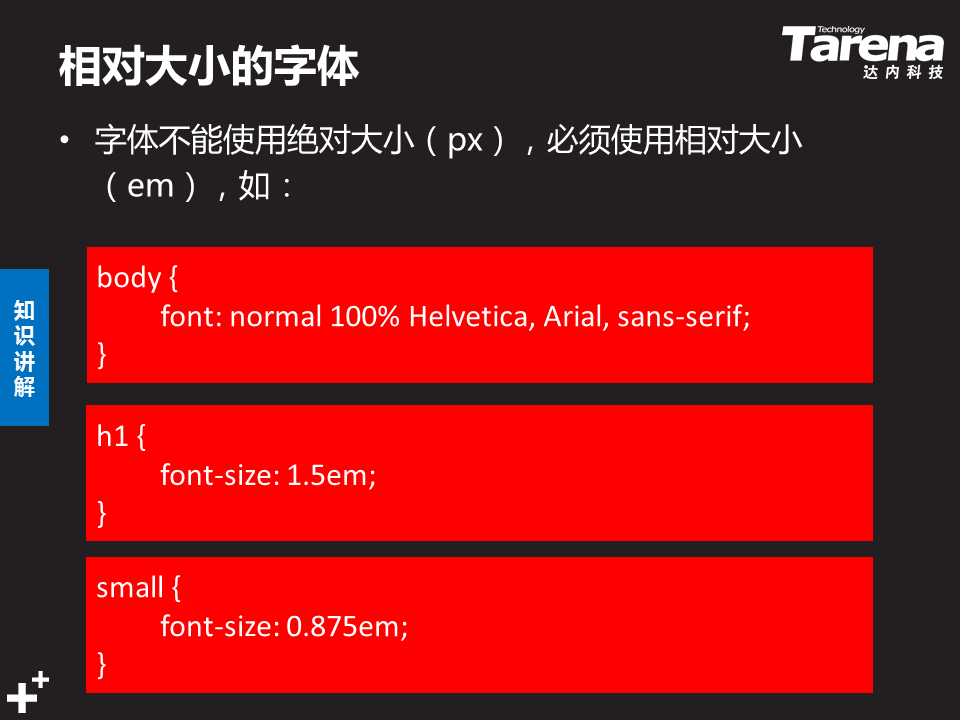 相对大小的字体
Technology
Tarena
达内科技
• 字体不能使用绝对大小（px），必须使用相对大小
（em），如：
body {
font: normal 100% Helvetica, Arial, sans-serif;
}
知识讲解
h1 {
font-size: 1.5em;
}
small {
font-size: 0.875em;
}